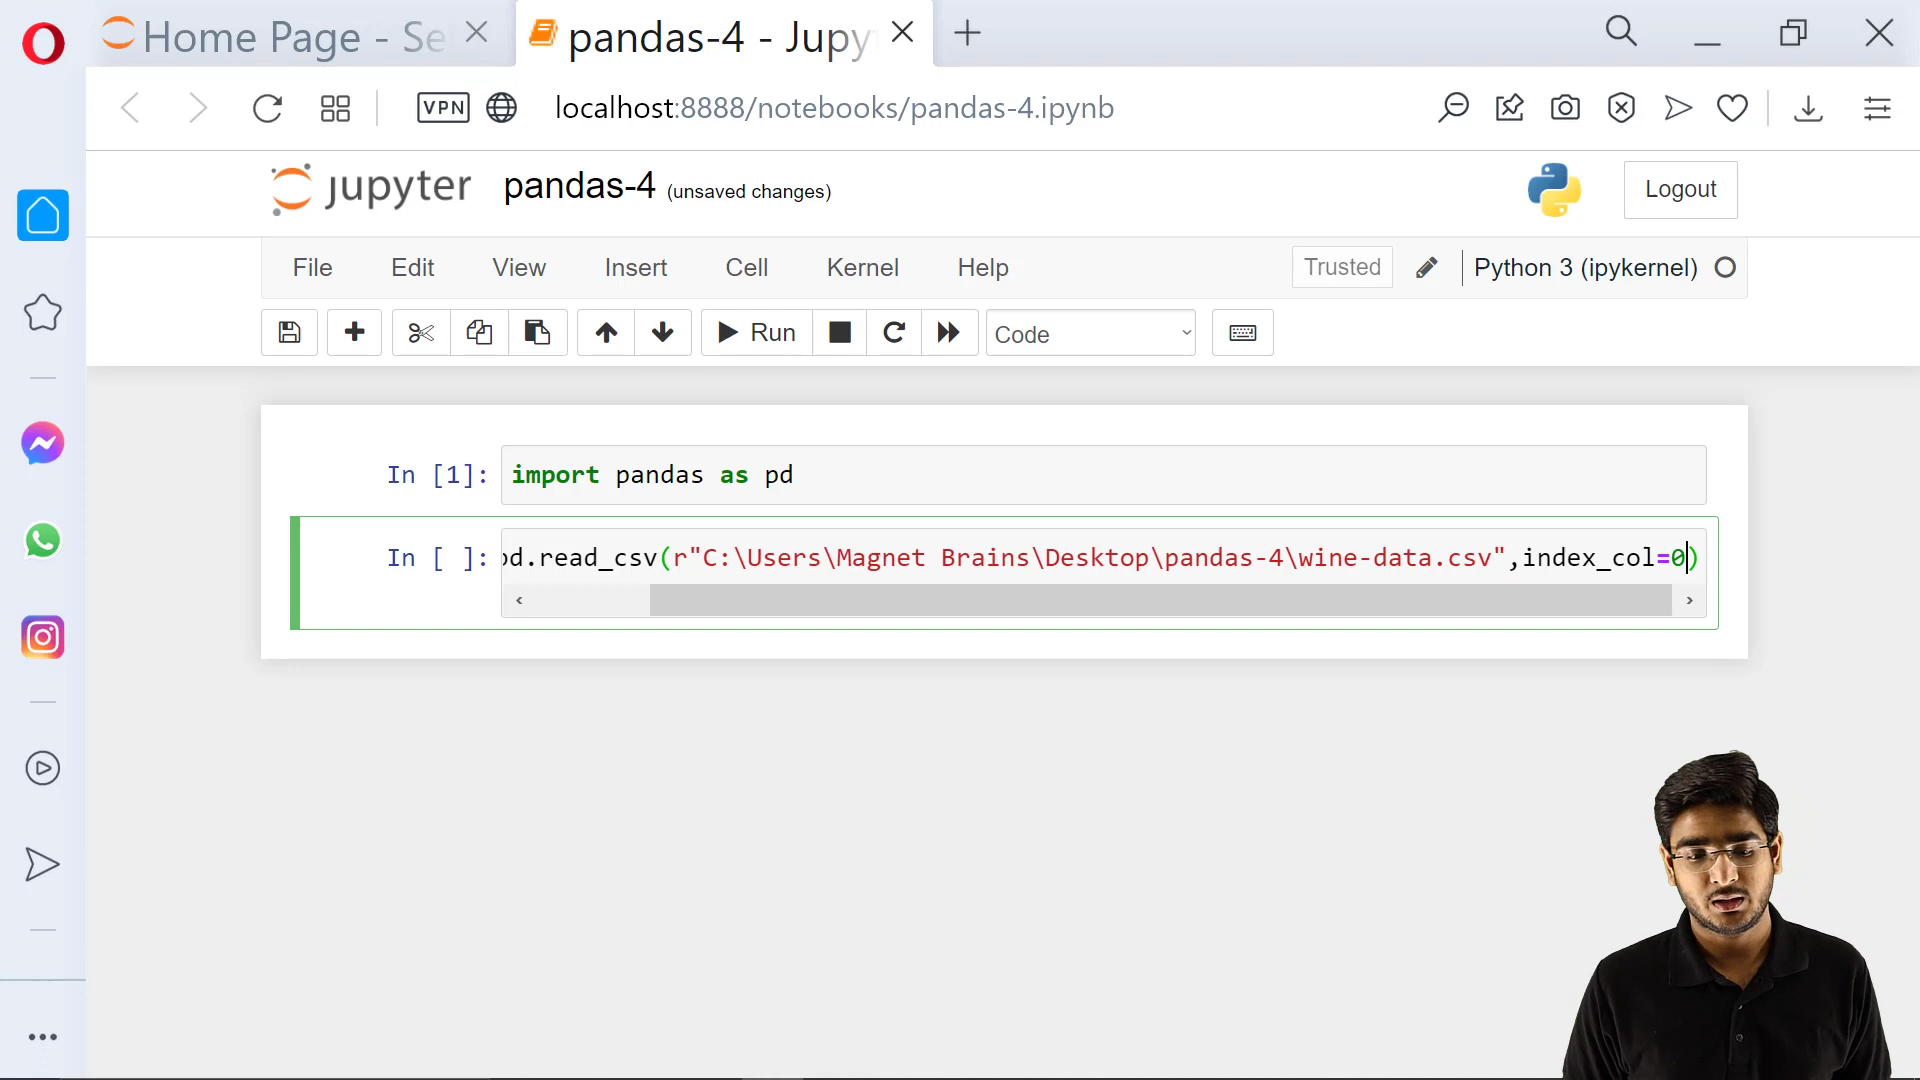 Home Page - Se
pandas-4 - Jupy
VPN
localhost:8888/notebooks/pandas-4.ipynb
jupyter pandas-4 (unsaved changes)
Logout
File Edit View Insert Cell Kernel Help
Trusted
Python 3 (ipykernel)
Run
Code
In [1]: import pandas as pd
In [ ]: pd.read_csv(r"C:\Users\Magnet Brains\Desktop\pandas-4\wine-data.csv",index_col=0)